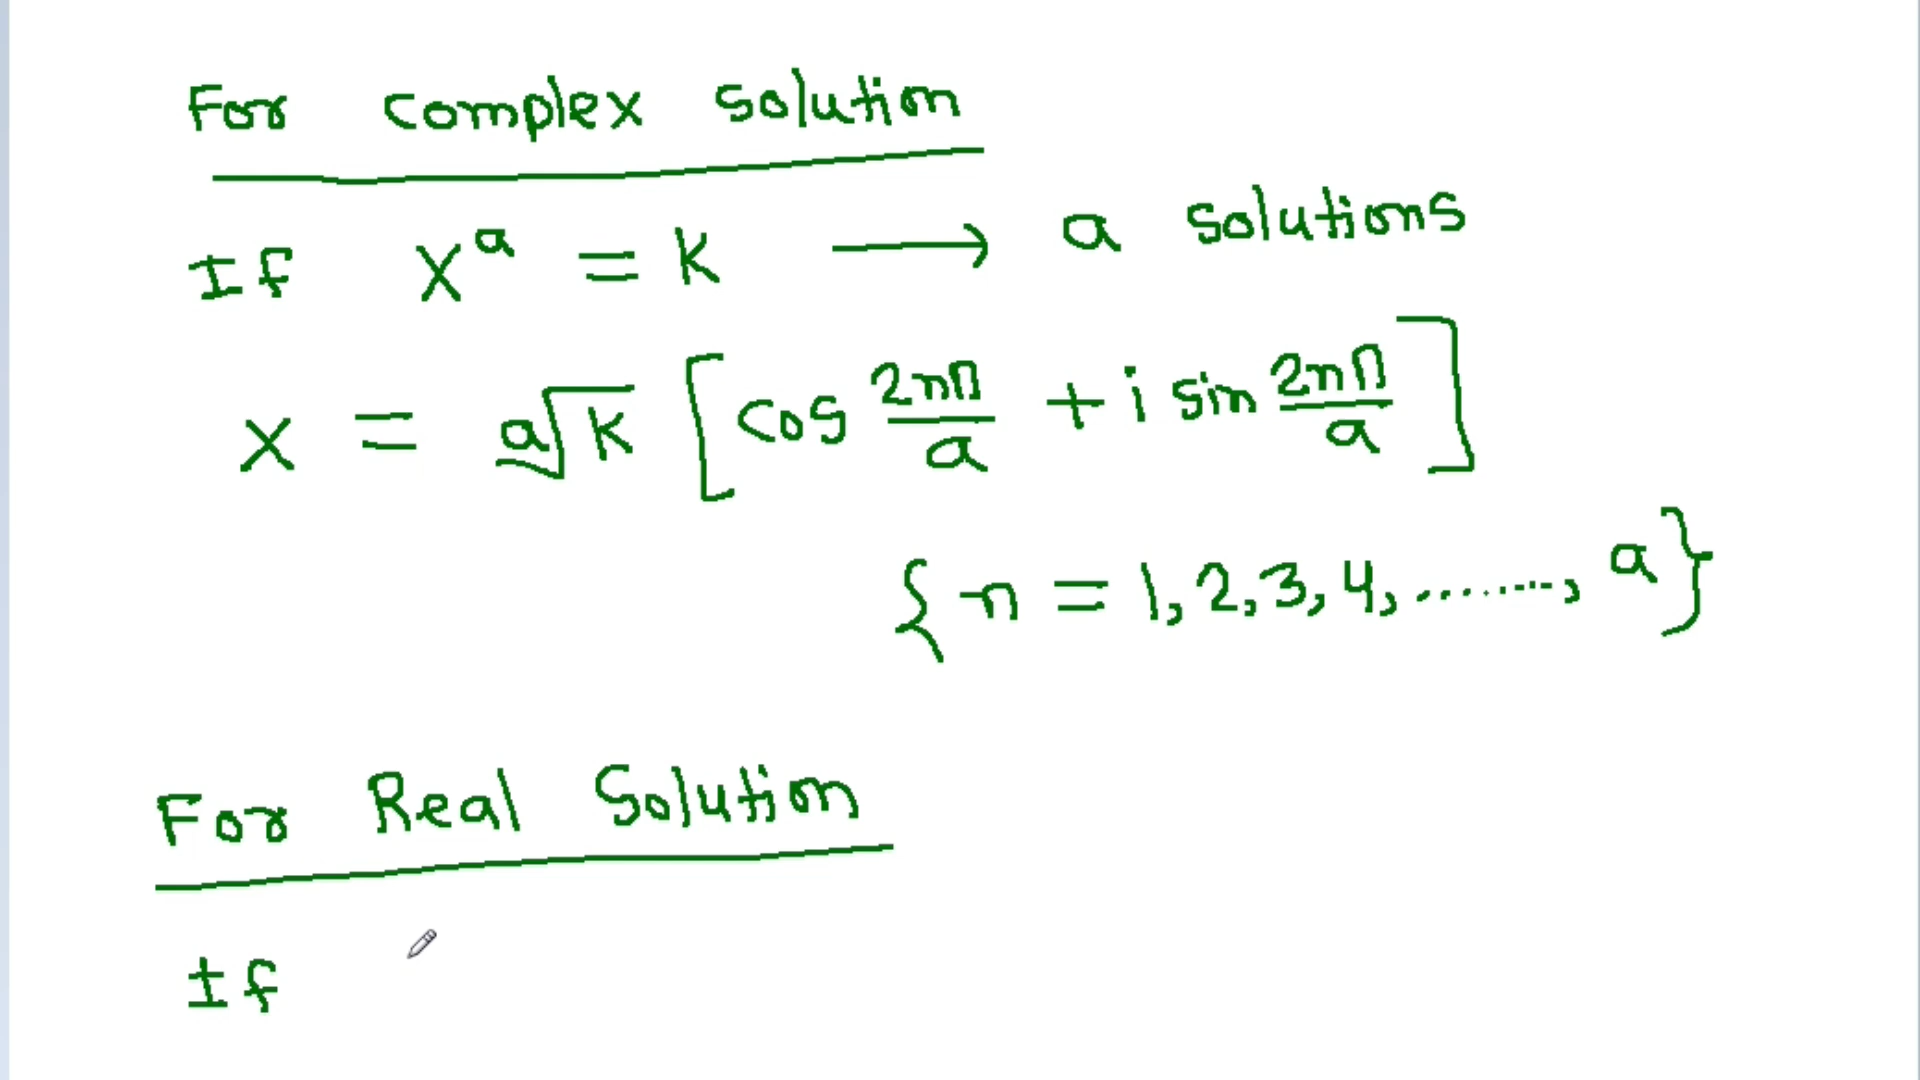 For complex solution
If x^a = k ⟶ a solutions
x = ᵃ√k [cos 2nπ/a + i sin 2nπ/a]
{n = 1, 2, 3, 4, ........, a}
For Real Solution
If